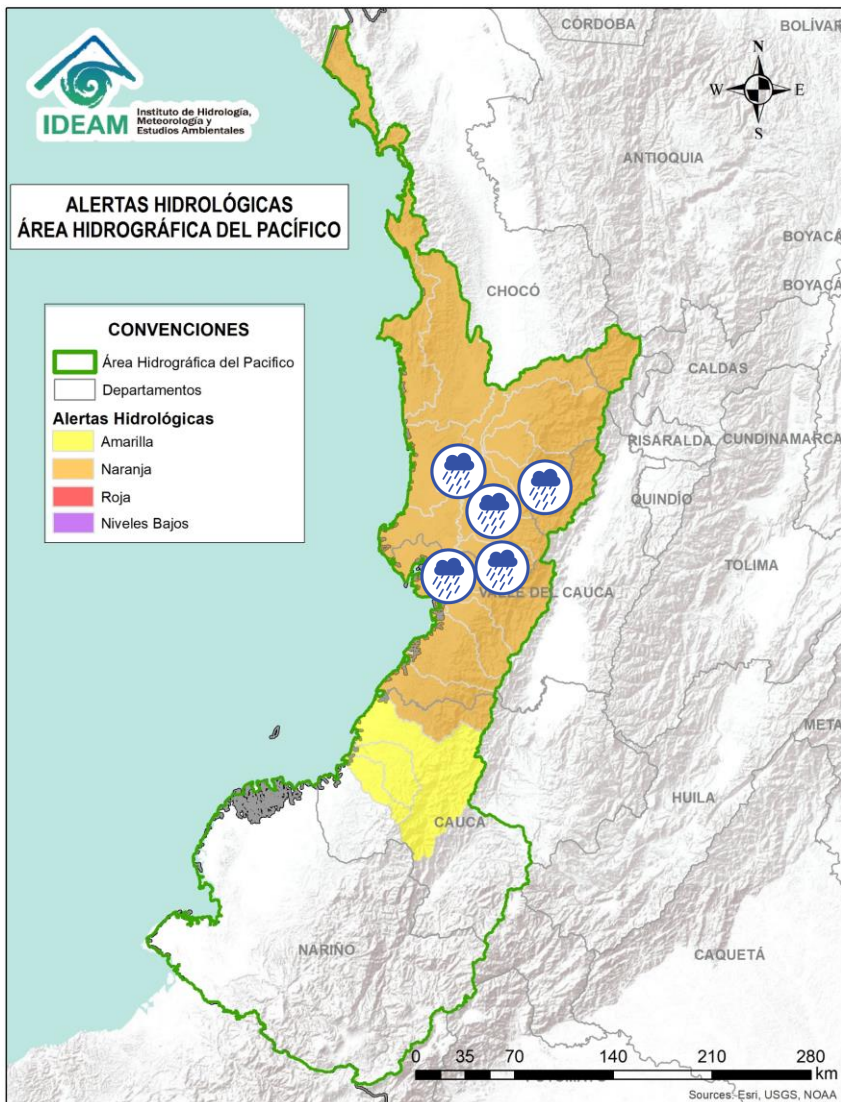 CÓRDOBA
BOLÍVAR
N
W
E
S
IDEAM
Instituto de Hidrología,
Meteorología y
Estudios Ambientales
ANTIOQUIA
ALERTAS HIDROLÓGICAS
ÁREA HIDROGRÁFICA DEL PACÍFICO
BOYACÁ
BOYACÁ
CHOCÓ
CONVENCIONES
Área Hidrográfica del Pacifico
Departamentos
Alertas Hidrológicas
Amarilla
Naranja
Roja
Niveles Bajos
CALDAS
RISARALDA
CUNDINAMARCA
QUINDÍO
TOLIMA
VALLE DEL CAUCA
META
HUILA
CAUCA
NARIÑO
CAQUETÁ
0 35 70 140 210 280
km
Sources: Esri, USGS, NOAA